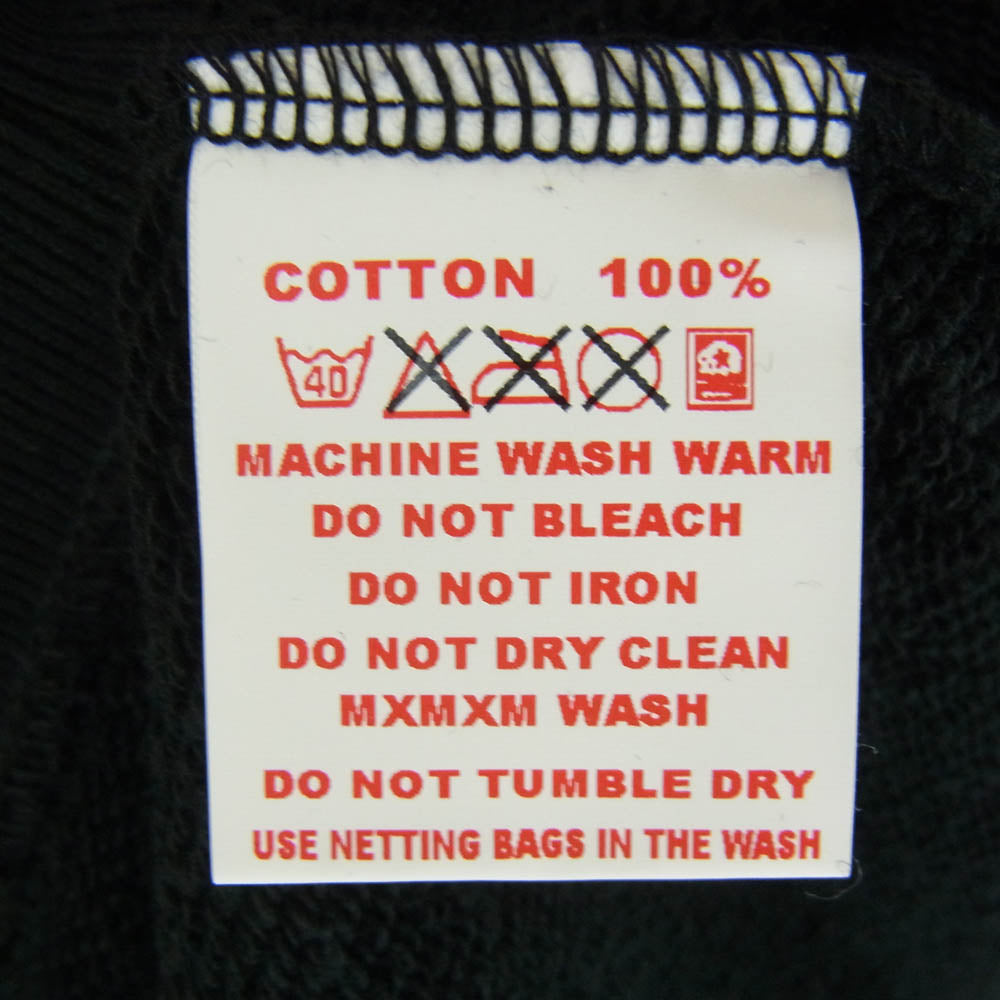 COTTON 100%
40
MACHINE WASH WARM
DO NOT BLEACH
DO NOT IRON
DO NOT DRY CLEAN
MXMXM WASH
DO NOT TUMBLE DRY
USE NETTING BAGS IN THE WASH